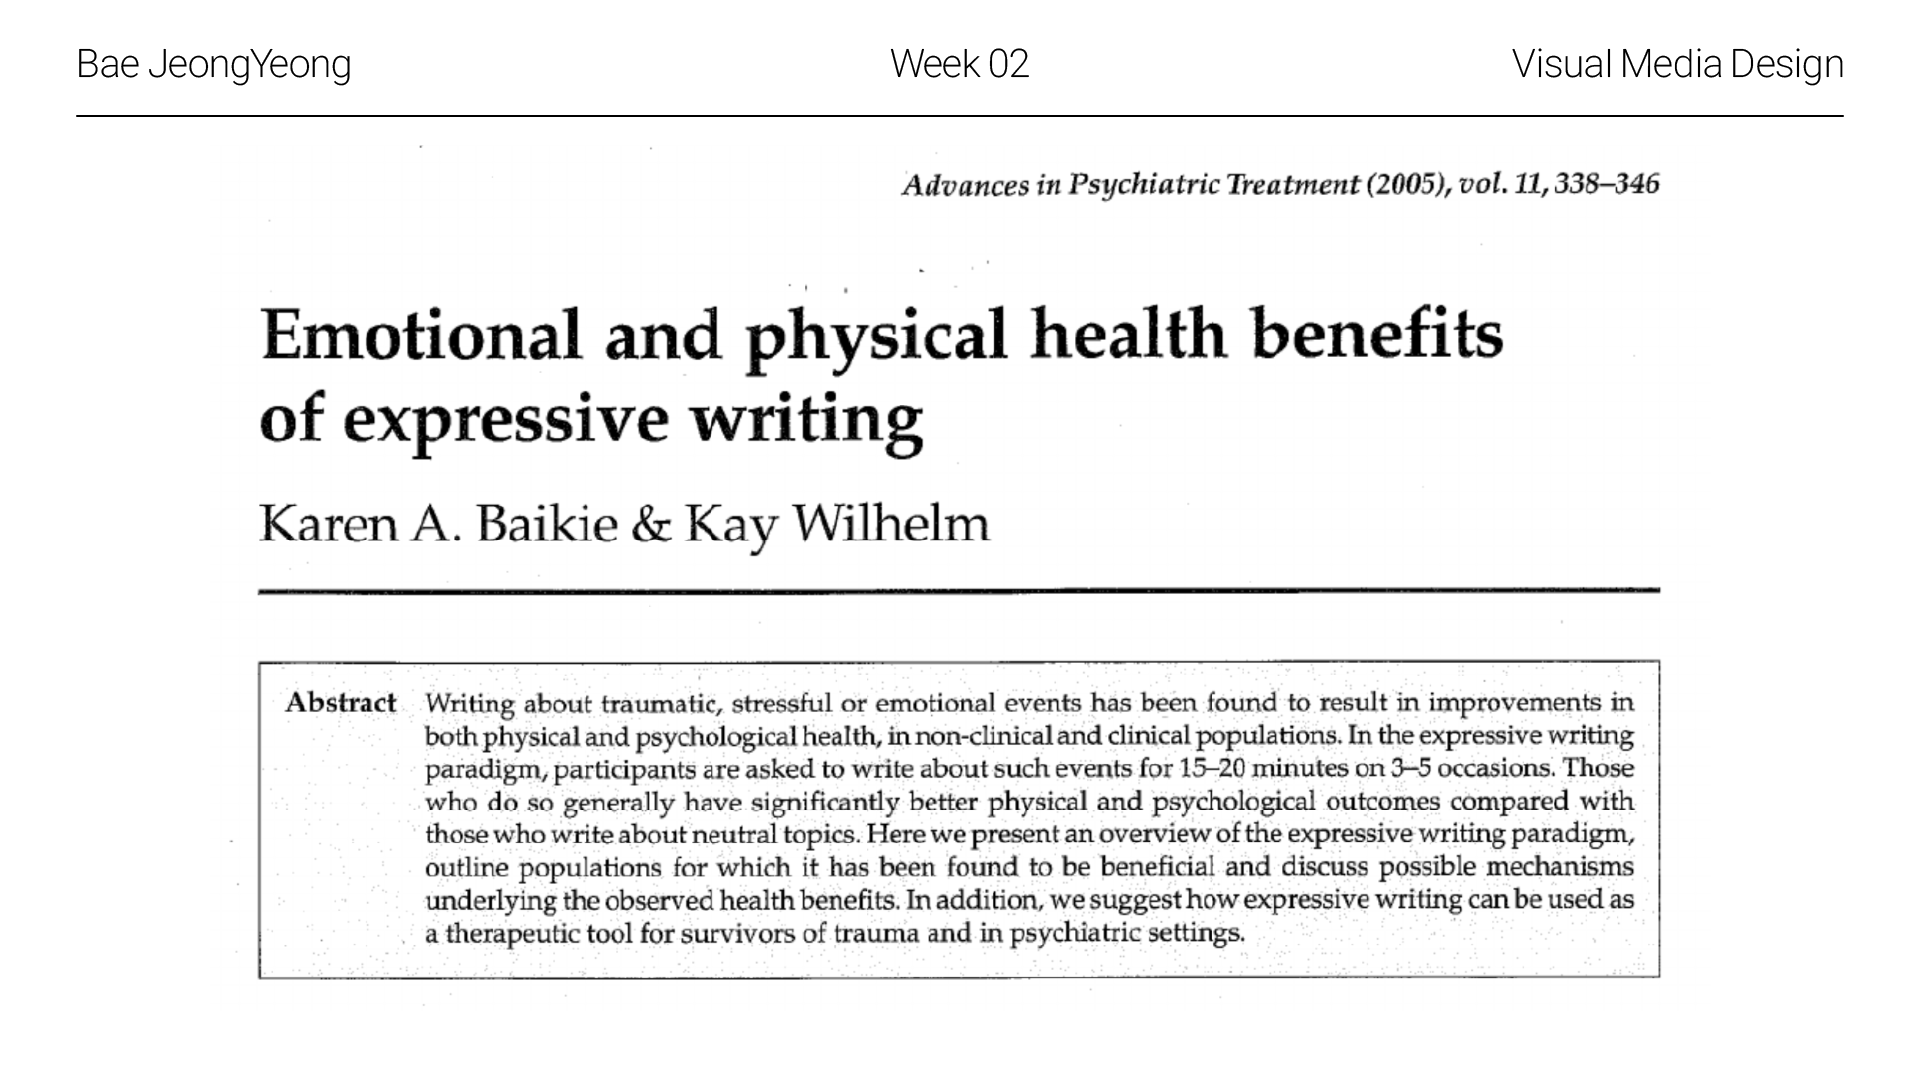 Bae JeongYeong
Week 02
Visual Media Design
Advances in Psychiatric Treatment (2005), vol. 11, 338–346
Emotional and physical health benefits
of expressive writing
Karen A. Baikie & Kay Wilhelm
Abstract Writing about traumatic, stressful or emotional events has been found to result in improvements in
both physical and psychological health, in non-clinical and clinical populations. In the expressive writing
paradigm, participants are asked to write about such events for 15–20 minutes on 3–5 occasions. Those
who do so generally have significantly better physical and psychological outcomes compared with
those who write about neutral topics. Here we present an overview of the expressive writing paradigm,
outline populations for which it has been found to be beneficial and discuss possible mechanisms
underlying the observed health benefits. In addition, we suggest how expressive writing can be used as
a therapeutic tool for survivors of trauma and in psychiatric settings.